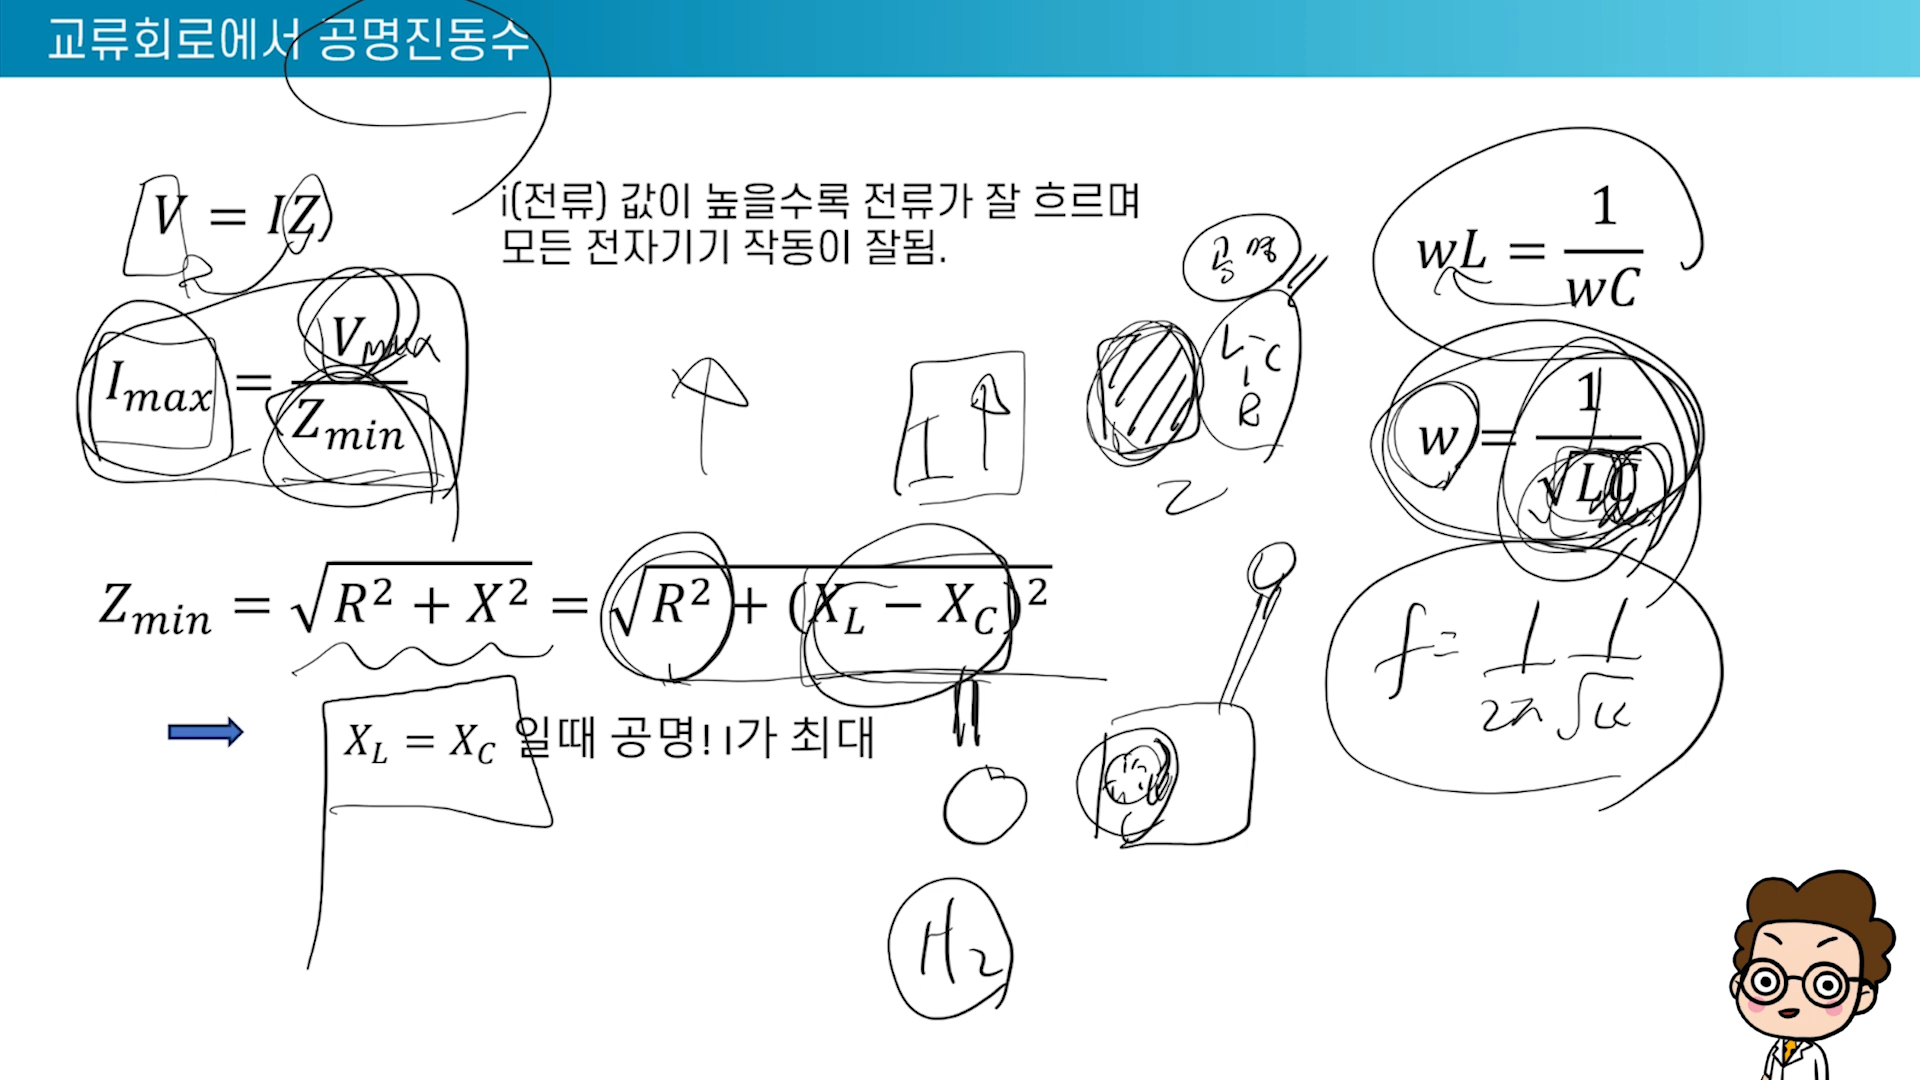 교류회로에서 공명진동수
V = IZ)
i(전류) 값이 높을수록 전류가 잘 흐르며
모든 전자기기 작동이 잘됨.
I_max = V_max / Z_min
I
공명
L-C
R
wL = 1 / wC
w = 1 / √LC
Z_min = √R² + X² = √R² + (X_L − X_C)²
X_L = X_C 일때 공명! I가 최대
f = 1 / 2π 1 / √LC
Hz